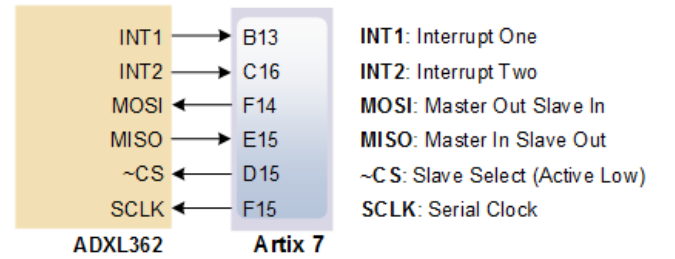 INT1 B13 INT1: Interrupt One
INT2 C16 INT2: Interrupt Two
MOSI F14 MOSI: Master Out Slave In
MISO E15 MISO: Master In Slave Out
~CS D15 ~CS: Slave Select (Active Low)
SCLK F15 SCLK: Serial Clock
ADXL362 Artix 7